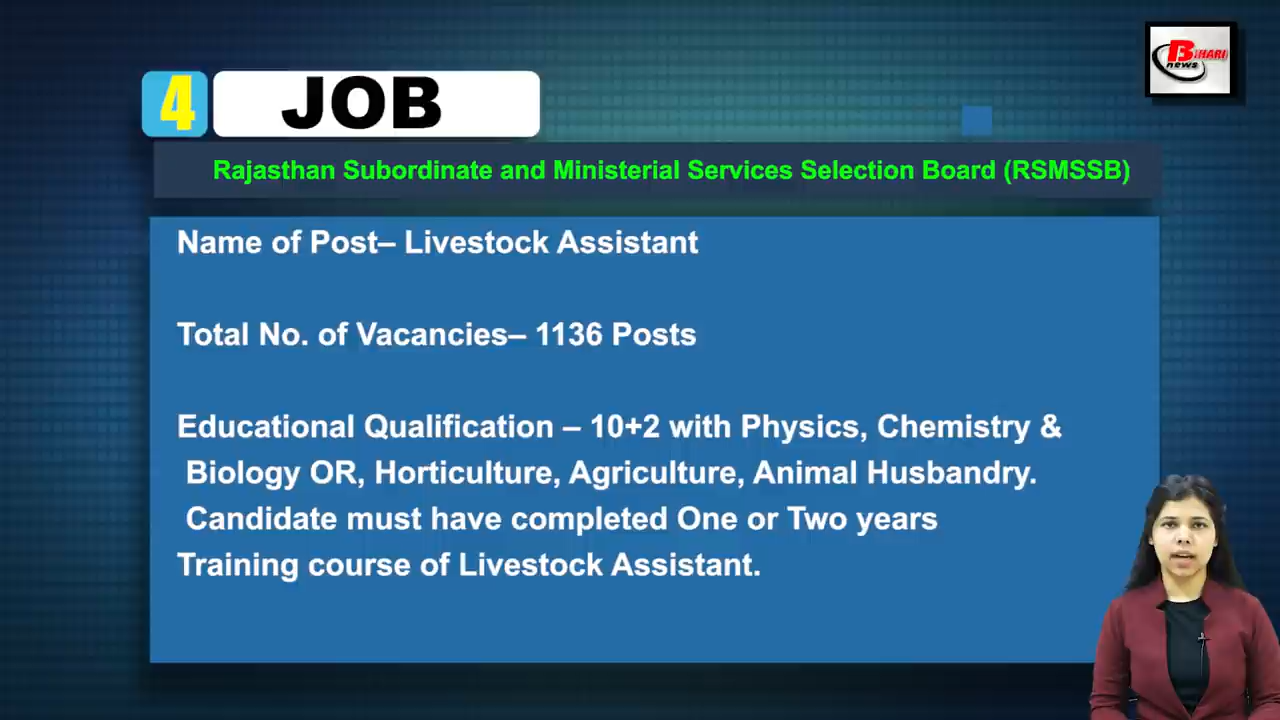 BIHARI
news
4 JOB
Rajasthan Subordinate and Ministerial Services Selection Board (RSMSSB)
Name of Post– Livestock Assistant
Total No. of Vacancies– 1136 Posts
Educational Qualification – 10+2 with Physics, Chemistry &
Biology OR, Horticulture, Agriculture, Animal Husbandry.
Candidate must have completed One or Two years
Training course of Livestock Assistant.